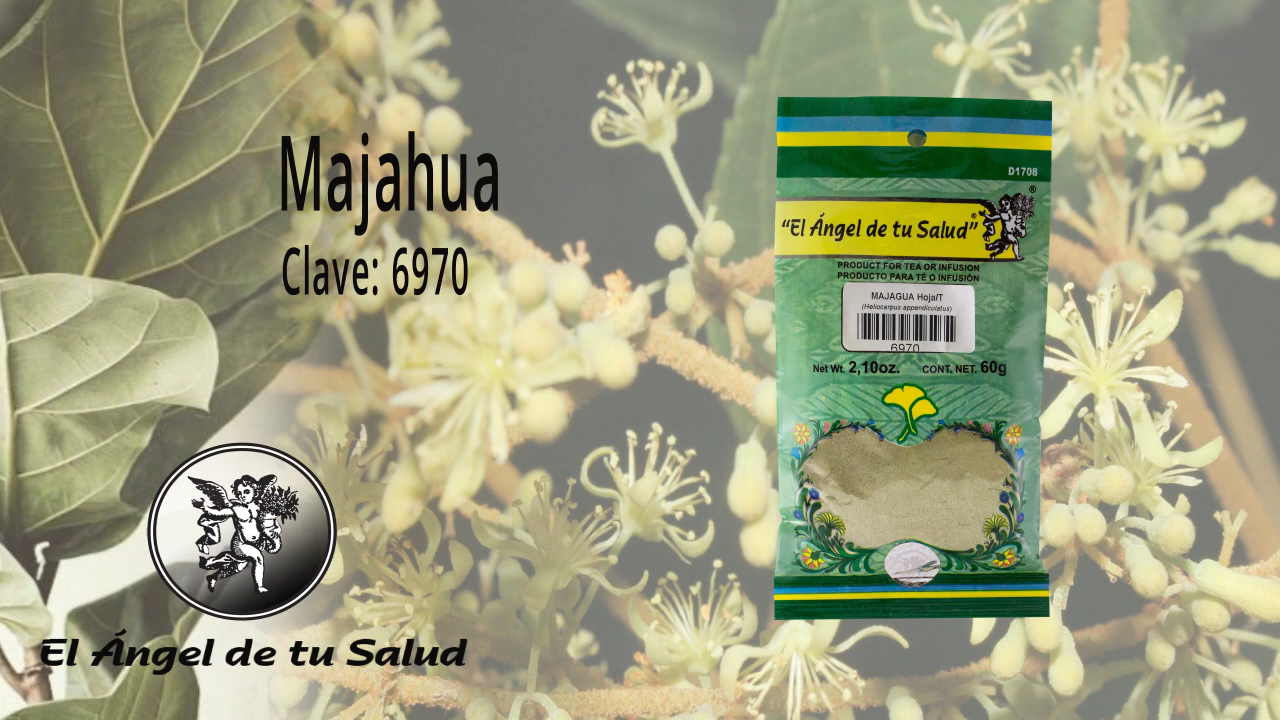 Majahua
Clave: 6970
El Ángel de tu Salud
D1708
®
“El Ángel de tu Salud”®
PRODUCT FOR TEA OR INFUSION
PRODUCTO PARA TÉ O INFUSIÓN
MAJAGUA Hoja/T
(Heliocarpus appendiculatus)
6970
Net Wt. 2,10oz. CONT. NET. 60g